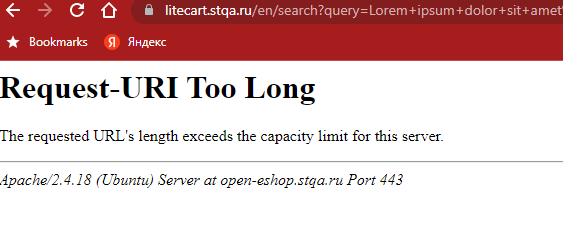 litecart.stqa.ru/en/search?query=Lorem+ipsum+dolor+sit+amet
Bookmarks Я Яндекс
Request-URI Too Long
The requested URL's length exceeds the capacity limit for this server.
Apache/2.4.18 (Ubuntu) Server at open-eshop.stqa.ru Port 443